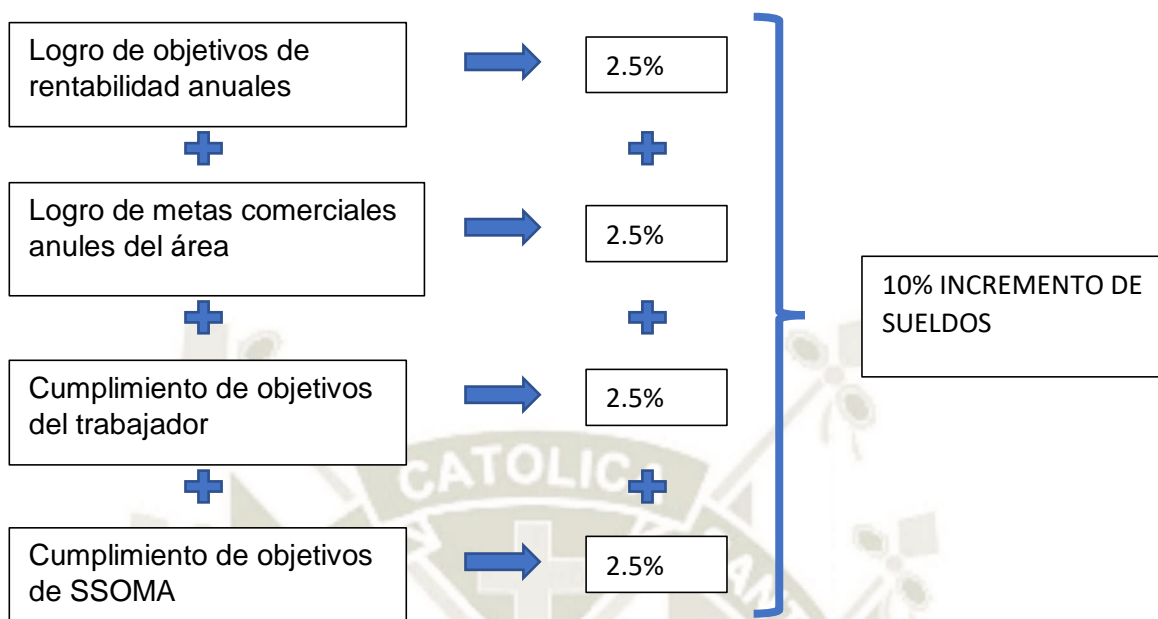 Logro de objetivos de
rentabilidad anuales
2.5%
Logro de metas comerciales
anules del área
2.5%
10% INCREMENTO DE
SUELDOS
Cumplimiento de objetivos
del trabajador
2.5%
CATOLICA
Cumplimiento de objetivos
de SSOMA
2.5%